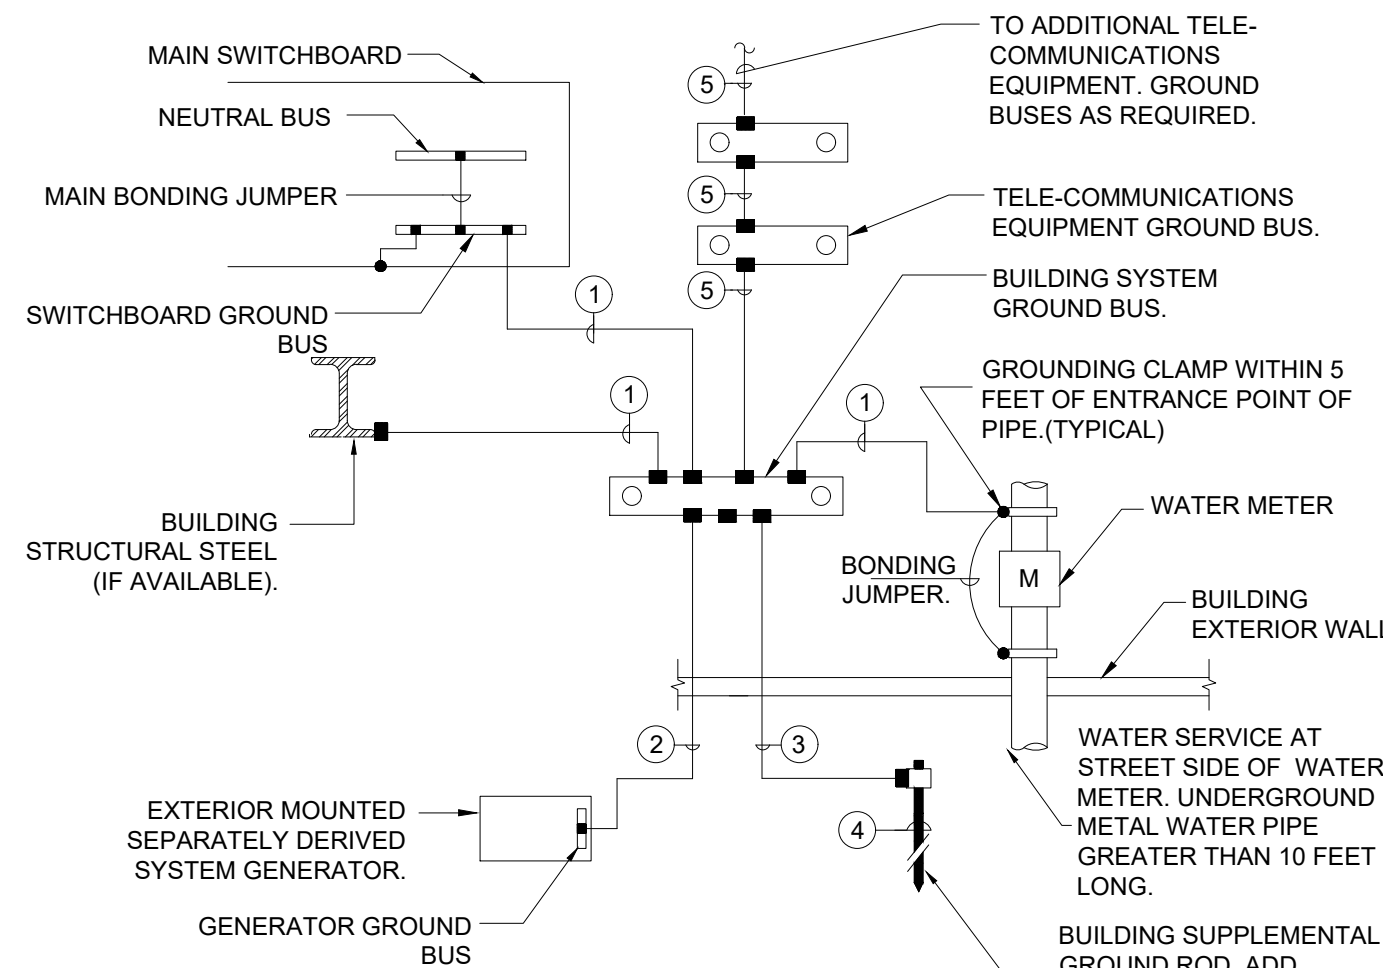 MAIN SWITCHBOARD
NEUTRAL BUS
MAIN BONDING JUMPER
SWITCHBOARD GROUND
BUS
BUILDING
STRUCTURAL STEEL
(IF AVAILABLE).
EXTERIOR MOUNTED
SEPARATELY DERIVED
SYSTEM GENERATOR.
GENERATOR GROUND
BUS
5
5
5
1
1
1
2
3
4
BONDING
JUMPER.
M
TO ADDITIONAL TELE-
COMMUNICATIONS
EQUIPMENT. GROUND
BUSES AS REQUIRED.
TELE-COMMUNICATIONS
EQUIPMENT GROUND BUS.
BUILDING SYSTEM
GROUND BUS.
GROUNDING CLAMP WITHIN 5
FEET OF ENTRANCE POINT OF
PIPE.(TYPICAL)
WATER METER
BUILDING
EXTERIOR WALL
WATER SERVICE AT
STREET SIDE OF WATER
METER. UNDERGROUND
METAL WATER PIPE
GREATER THAN 10 FEET
LONG.
BUILDING SUPPLEMENTAL
GROUND ROD. ADD